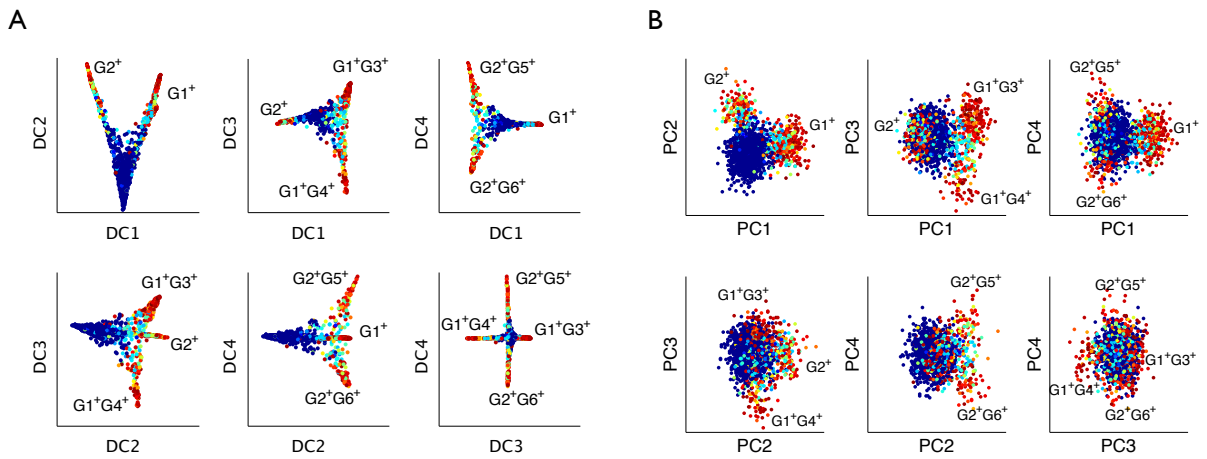 A
B
G2⁺
G1⁺
DC2
DC1
G1⁺G3⁺
G2⁺
G1⁺G4⁺
DC3
DC1
G2⁺G5⁺
G1⁺
G2⁺G6⁺
DC4
DC1
G2⁺
G1⁺
PC2
PC1
G1⁺G3⁺
G2⁺
G1⁺G4⁺
PC3
PC1
G2⁺G5⁺
G1⁺
G2⁺G6⁺
PC4
PC1
G1⁺G3⁺
G2⁺
G1⁺G4⁺
DC3
DC2
G2⁺G5⁺
G1⁺
G2⁺G6⁺
DC4
DC2
G2⁺G5⁺
G1⁺G4⁺
G1⁺G3⁺
G2⁺G6⁺
DC4
DC3
G1⁺G3⁺
G2⁺
G1⁺G4⁺
PC3
PC2
G2⁺G5⁺
G2⁺G6⁺
PC4
PC2
G2⁺G5⁺
G1⁺G3⁺
G1⁺G4⁺
G2⁺G6⁺
PC4
PC3